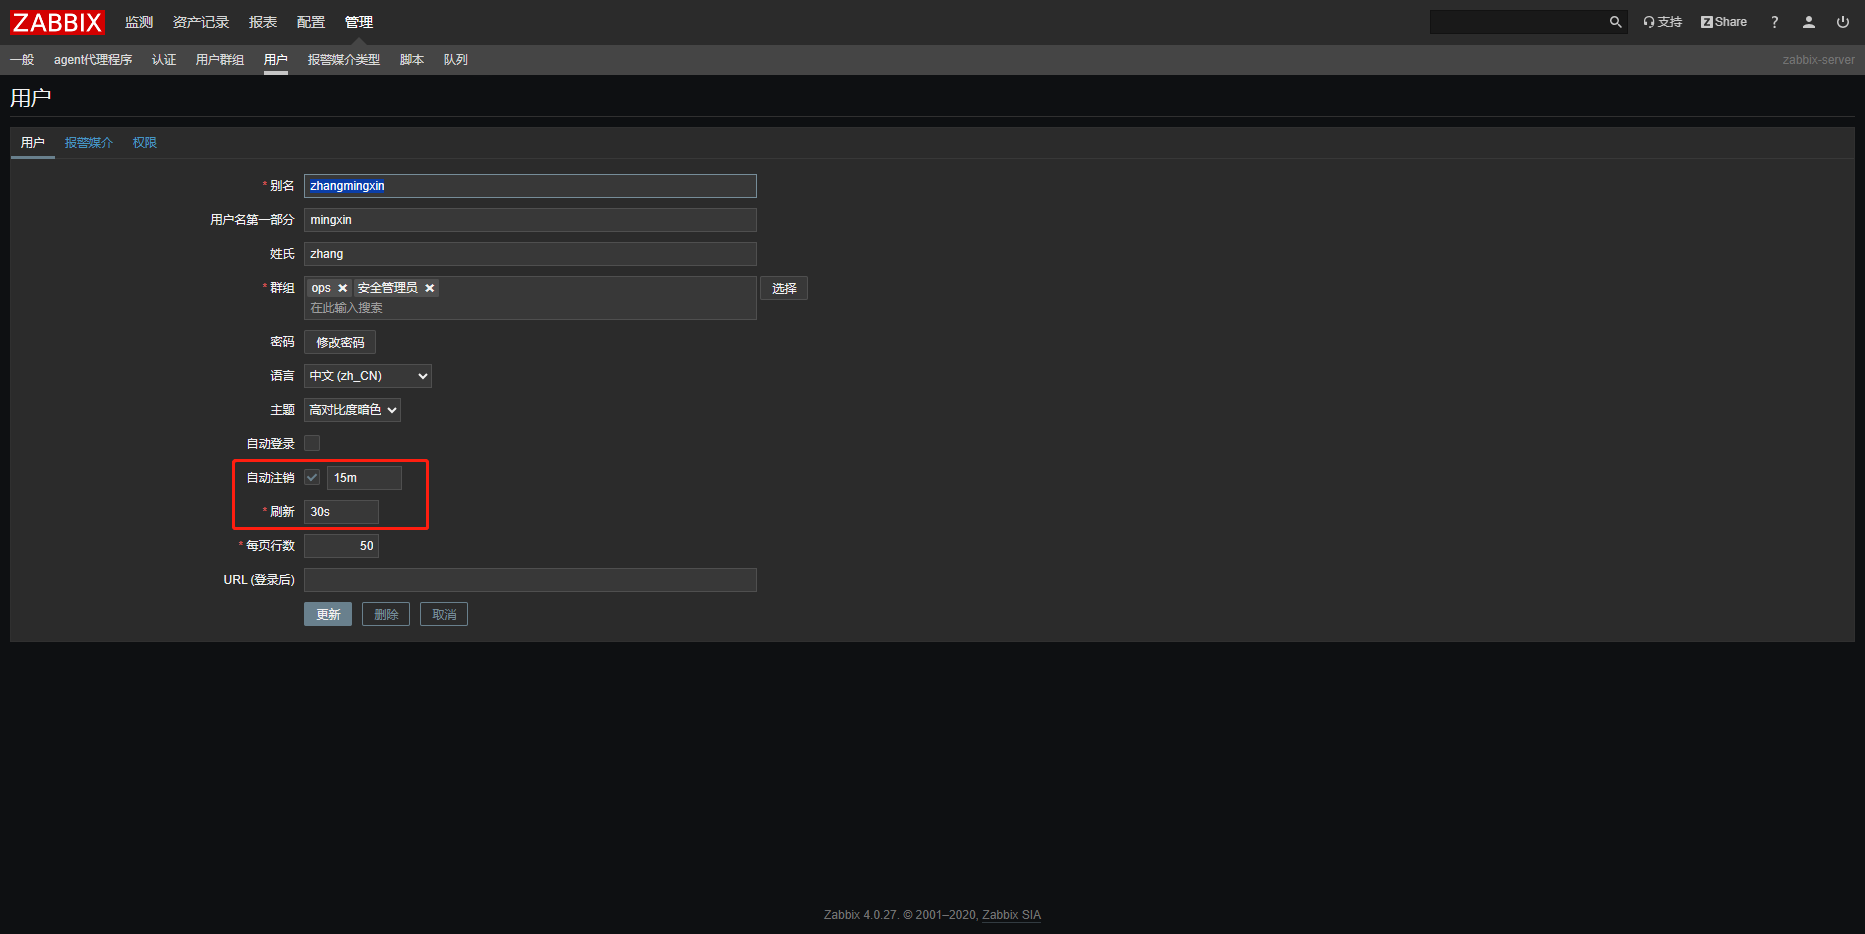 ZABBIX 监测 资产记录 报表 配置 管理 支持 Z Share ?
一般 agent代理程序 认证 用户群组 用户 报警媒介类型 脚本 队列 zabbix-server
用户
用户 报警媒介 权限
* 别名 zhangmingxin
用户名第一部分 mingxin
姓氏 zhang
* 群组 ops 安全管理员 选择
在此输入搜索
密码 修改密码
语言 中文 (zh_CN)
主题 高对比度暗色
自动登录
自动注销 15m
* 刷新 30s
* 每页行数 50
URL (登录后)
更新 删除 取消
Zabbix 4.0.27. © 2001–2020, Zabbix SIA